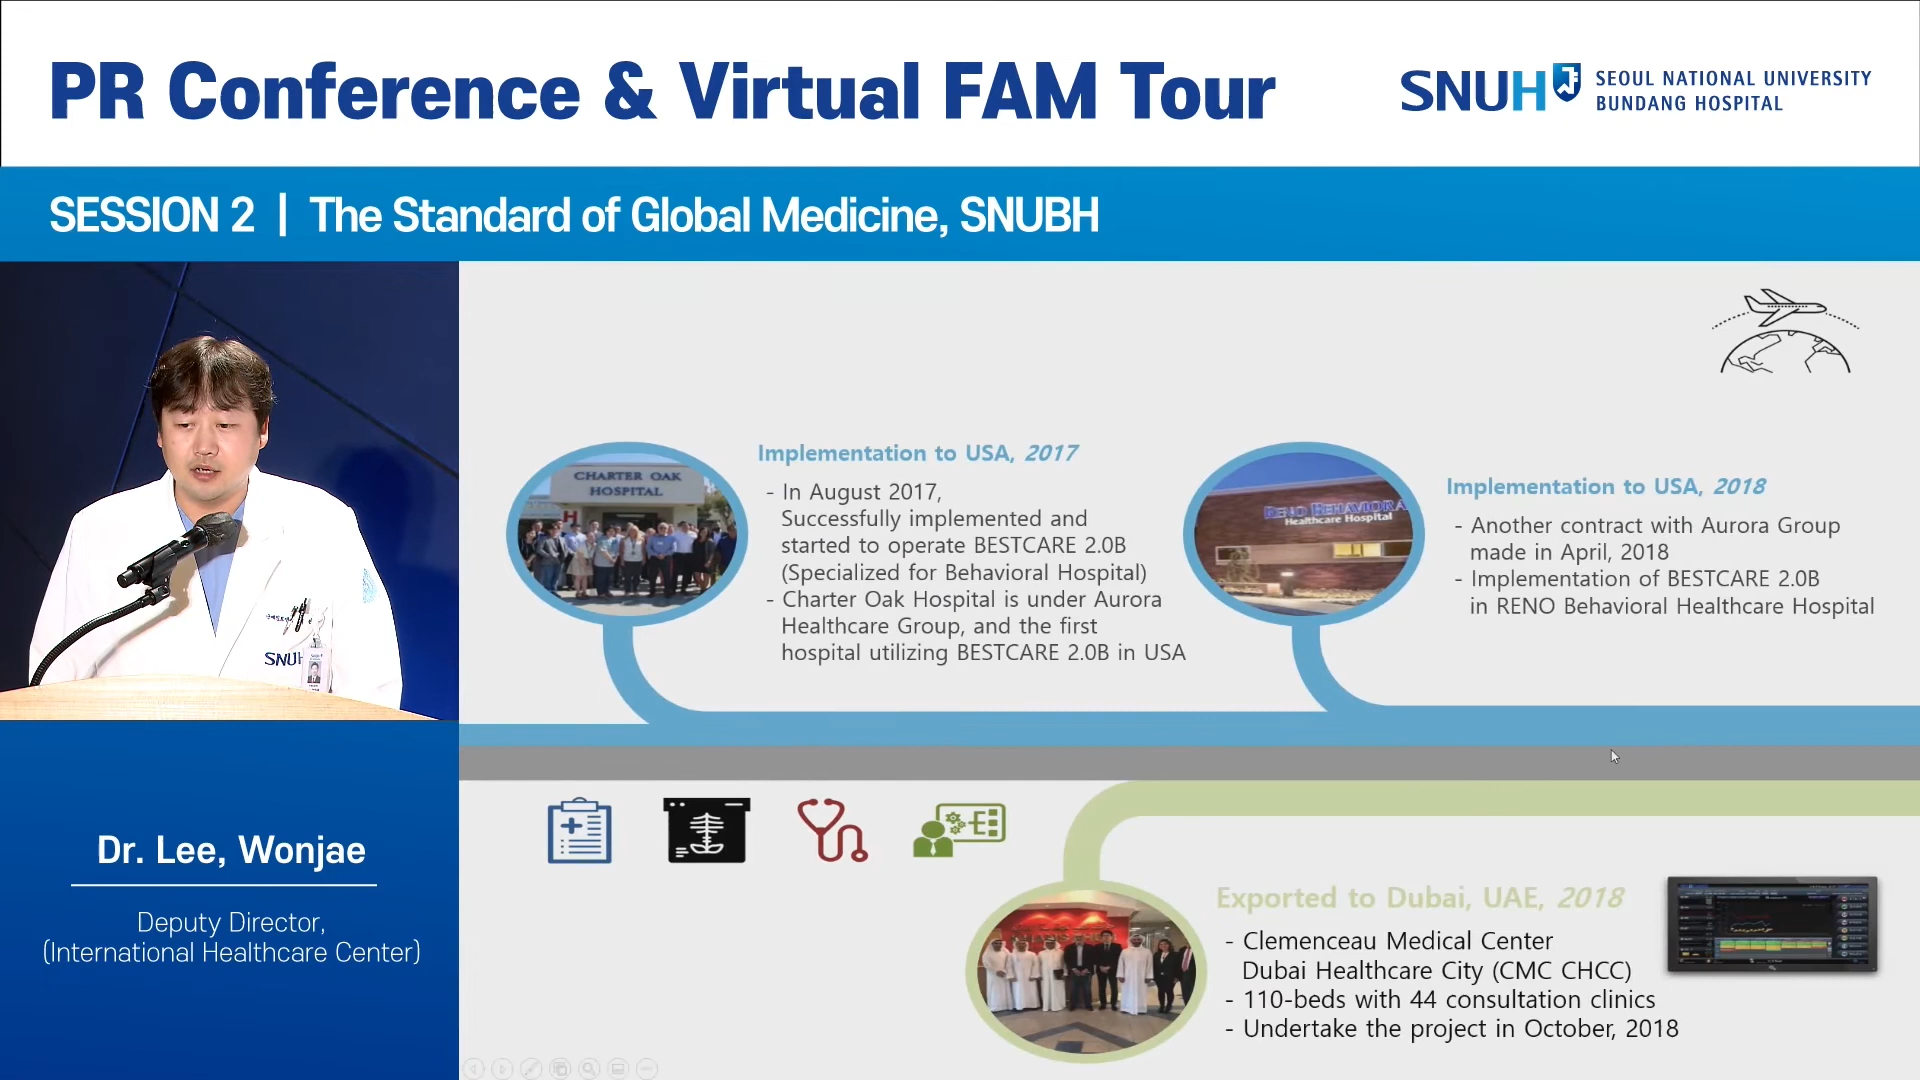 PR Conference & Virtual FAM Tour
SNUH
SEOUL NATIONAL UNIVERSITY
BUNDANG HOSPITAL
SESSION 2 | The Standard of Global Medicine, SNUBH
SNUH
Dr. Lee, Wonjae
Deputy Director,
(International Healthcare Center)
CHARTER OAK
HOSPITAL
H
Implementation to USA, 2017
- In August 2017,
Successfully implemented and
started to operate BESTCARE 2.0B
(Specialized for Behavioral Hospital)
- Charter Oak Hospital is under Aurora
Healthcare Group, and the first
hospital utilizing BESTCARE 2.0B in USA
RENO BEHAVIORA
Healthcare Hospital
Implementation to USA, 2018
- Another contract with Aurora Group
made in April, 2018
- Implementation of BESTCARE 2.0B
in RENO Behavioral Healthcare Hospital
Exported to Dubai, UAE, 2018
- Clemenceau Medical Center
Dubai Healthcare City (CMC CHCC)
- 110-beds with 44 consultation clinics
- Undertake the project in October, 2018